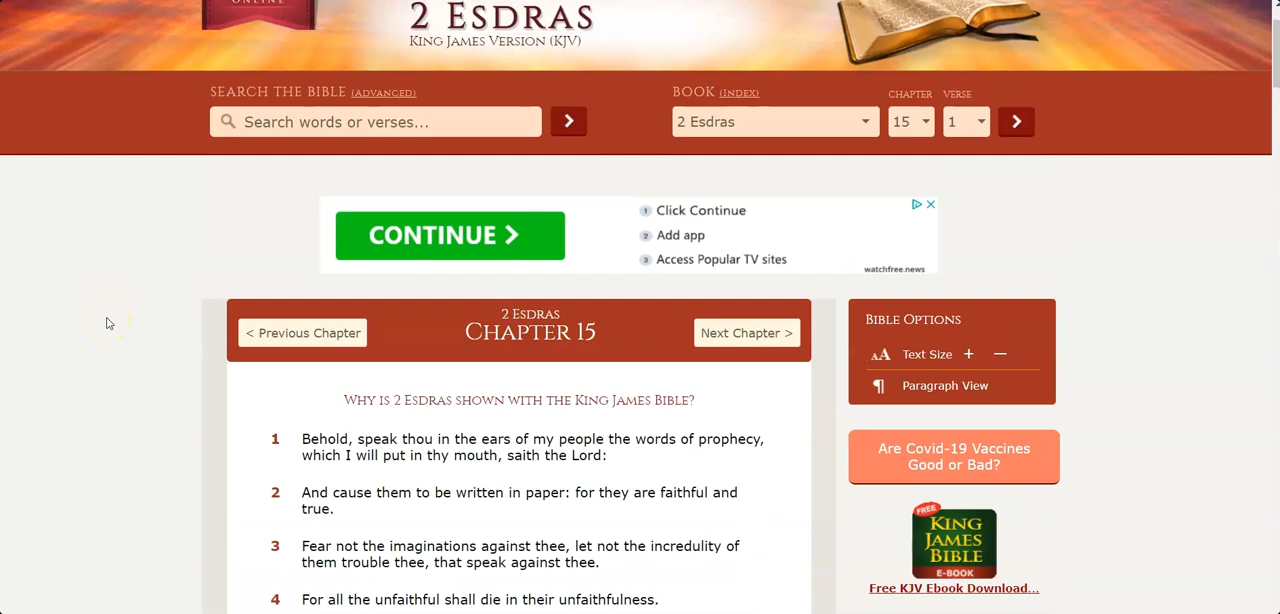 ONLINE
2 Esdras
King James Version (KJV)
Search the Bible (Advanced)
Book (Index)
Chapter
Verse
Search words or verses...
2 Esdras
15
1
CONTINUE
1 Click Continue
2 Add app
3 Access Popular TV sites
watchfree.news
2 Esdras
Chapter 15
< Previous Chapter
Next Chapter >
Bible Options
AA Text Size + —
¶ Paragraph View
Why is 2 Esdras shown with the King James Bible?
1 Behold, speak thou in the ears of my people the words of prophecy,
which I will put in thy mouth, saith the Lord:
2 And cause them to be written in paper: for they are faithful and
true.
3 Fear not the imaginations against thee, let not the incredulity of
them trouble thee, that speak against thee.
4 For all the unfaithful shall die in their unfaithfulness.
Are Covid-19 Vaccines
Good or Bad?
FREE
KING
JAMES
BIBLE
E-BOOK
Free KJV Ebook Download...